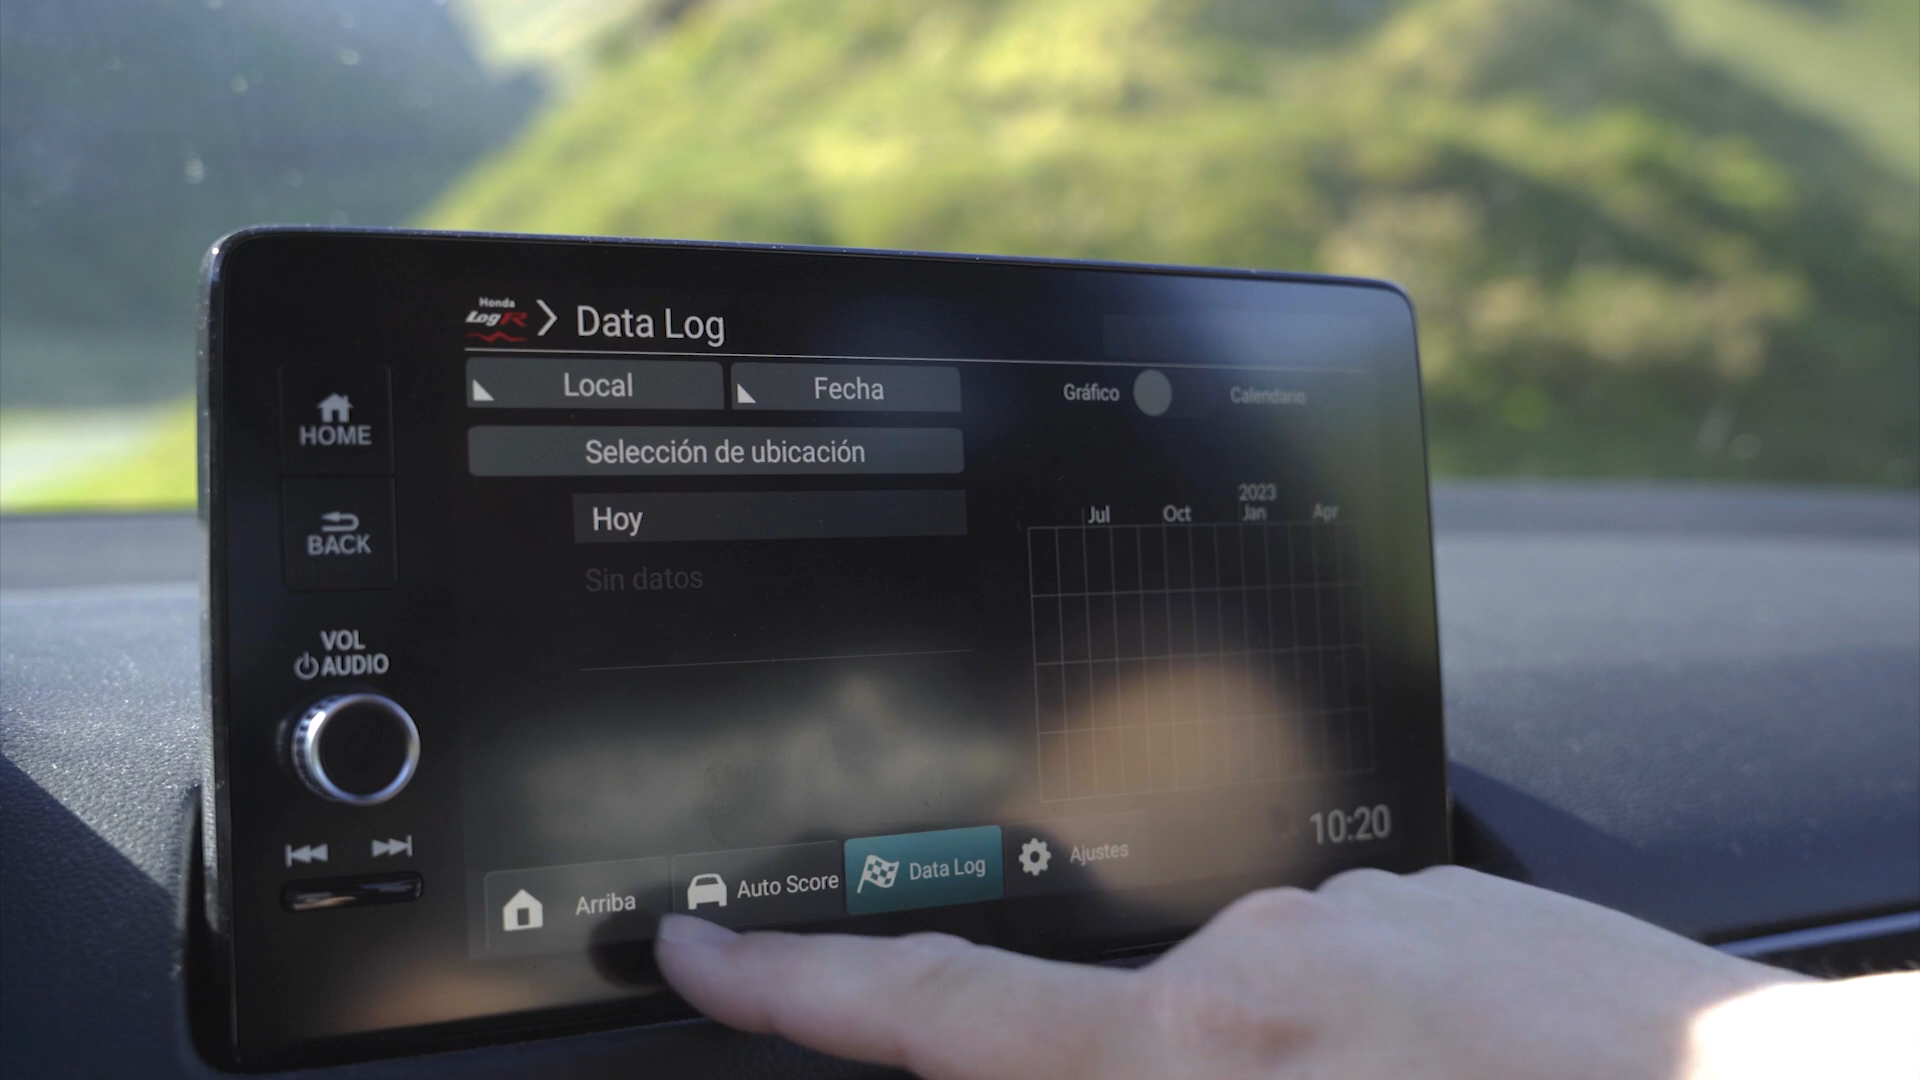 Honda
LogR
Data Log
Local
Fecha
Gráfico
Calendario
Selección de ubicación
Hoy
Sin datos
2023
Jul Oct Jan Apr
HOME
BACK
VOL
AUDIO
Arriba
Auto Score
Data Log
Ajustes
10:20